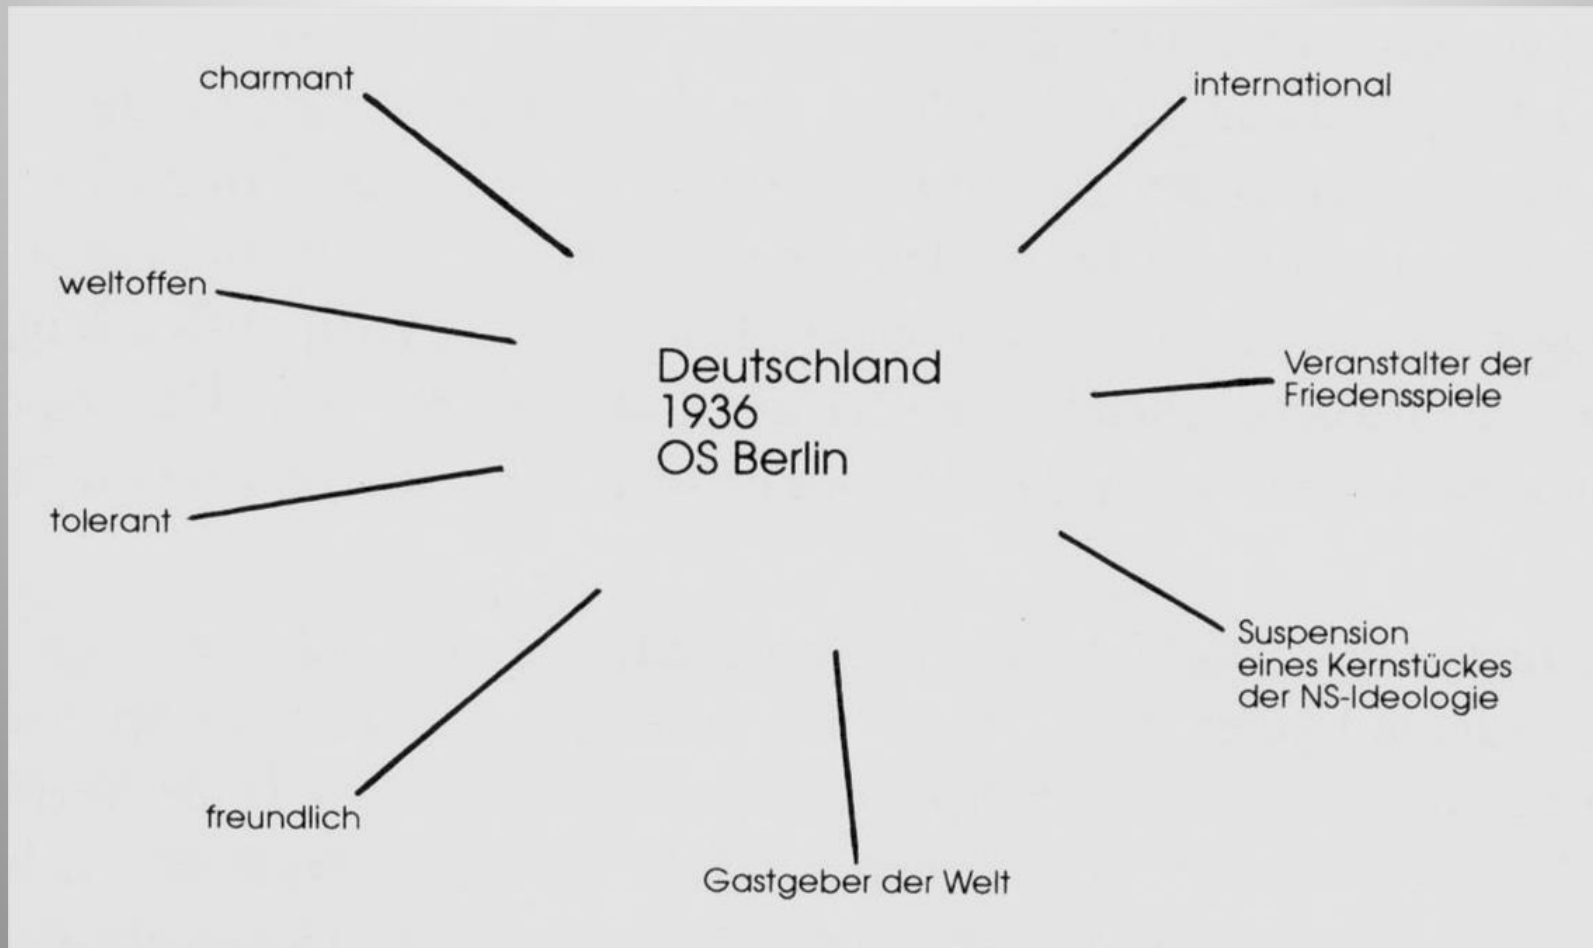 charmant
international
weltoffen
Deutschland
1936
OS Berlin
Veranstalter der
Friedensspiele
tolerant
Suspension
eines Kernstückes
der NS-Ideologie
freundlich
Gastgeber der Welt